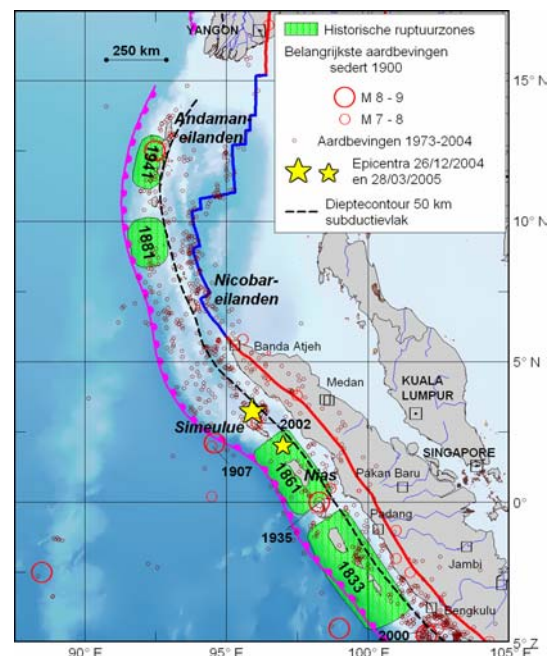 YANGON
250 km
Historische ruptuurzones
Belangrijkste aardbevingen
sedert 1900
M 8 - 9
M 7 - 8
Aardbevingen 1973-2004
Epicentra 26/12/2004
en 28/03/2005
Dieptecontour 50 km
subductievlak
15°N
Andaman-
eilanden
1941
10°N
1881
Nicobar-
eilanden
5°N
Banda Atjeh
Medan
KUALA
LUMPUR
Simeulue
2002
SINGAPORE
1907
1861
Nias
Pakan Baru
0°
1935
Padang
1833
Jambi
Bengkulu
2000
5°Z
90°E
95°E
100°E
105°E